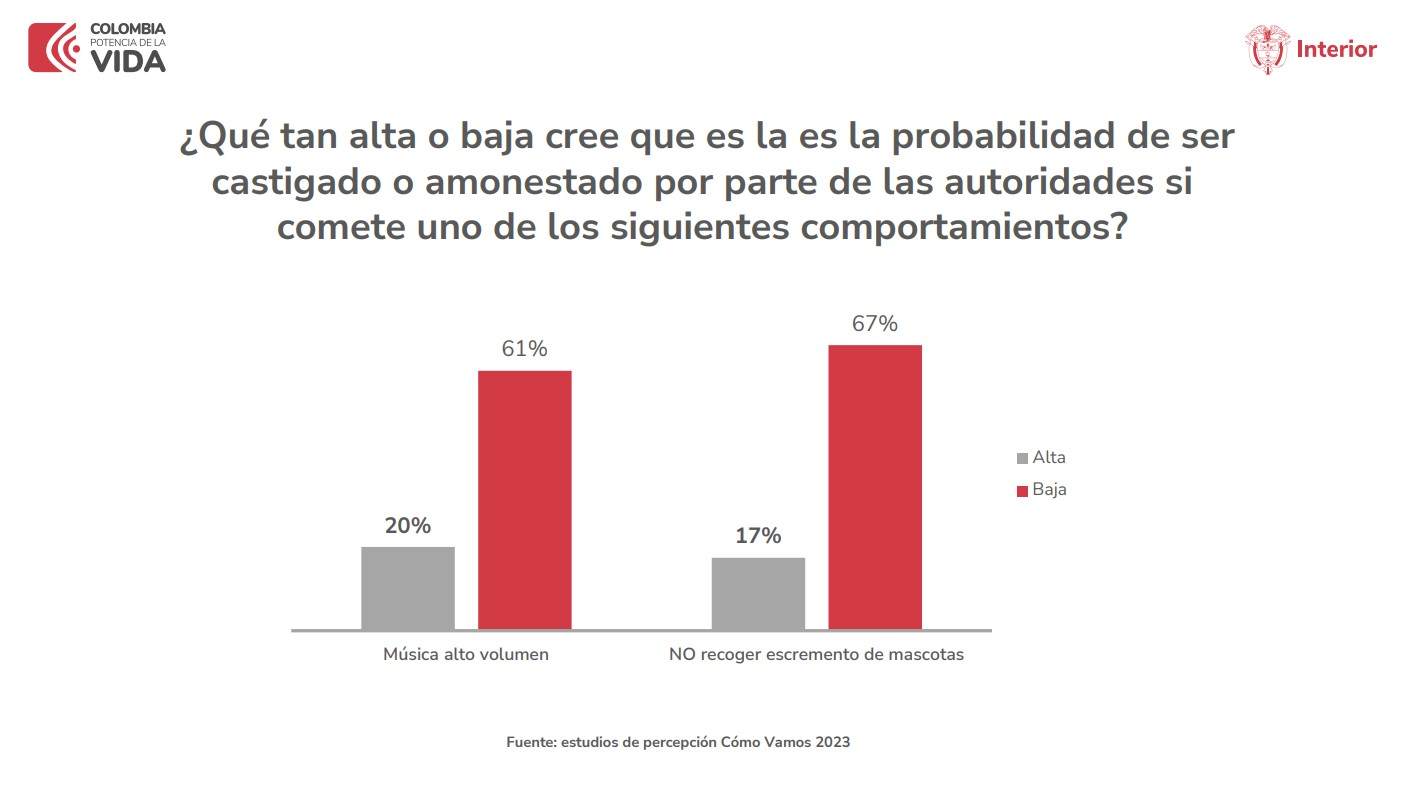 COLOMBIA
POTENCIA DE LA
VIDA
Interior
¿Qué tan alta o baja cree que es la es la probabilidad de ser
castigado o amonestado por parte de las autoridades si
comete uno de los siguientes comportamientos?
61%
67%
20%
17%
Alta
Baja
Música alto volumen
NO recoger escremento de mascotas
Fuente: estudios de percepción Cómo Vamos 2023